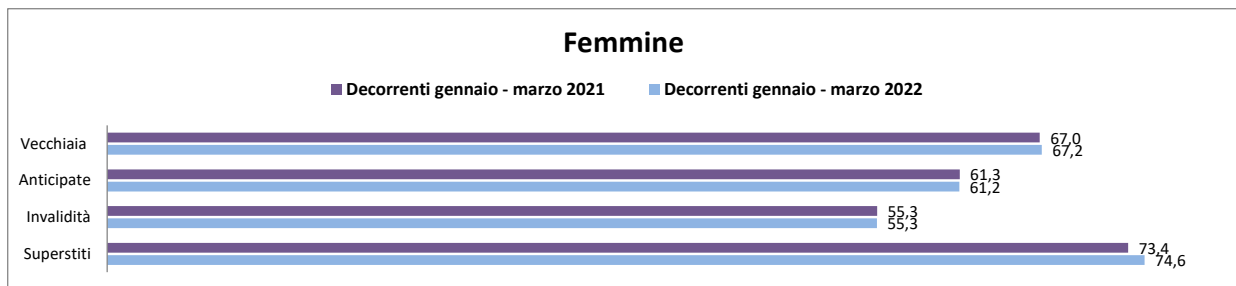 Femmine
Decorrenti gennaio - marzo 2021 Decorrenti gennaio - marzo 2022
Vecchiaia 67,0
67,2
Anticipate 61,3
61,2
Invalidità 55,3
55,3
Superstiti 73,4
74,6